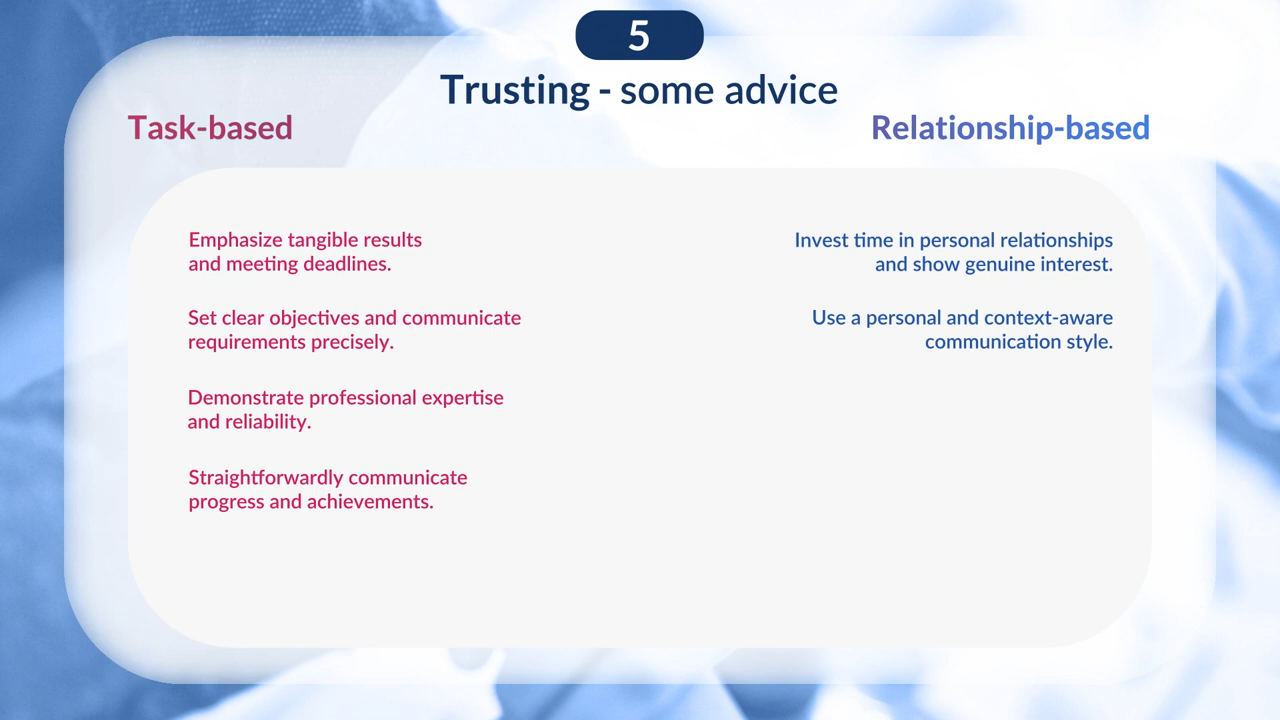 5
Trusting - some advice
Task-based
Relationship-based
Emphasize tangible results
and meeting deadlines.
Set clear objectives and communicate
requirements precisely.
Demonstrate professional expertise
and reliability.
Straightforwardly communicate
progress and achievements.
Invest time in personal relationships
and show genuine interest.
Use a personal and context-aware
communication style.